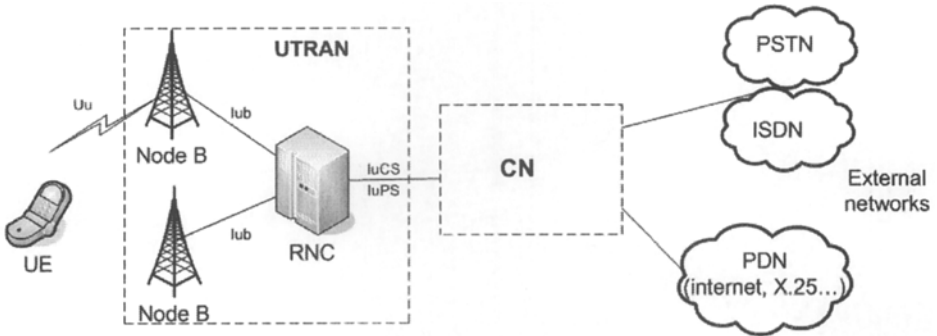 UTRAN
PSTN
Uu
Iub
Node B
ISDN
IuCS
CN
IuPS
External
networks
UE
Iub
RNC
PDN
(internet, X.25...)
Node B